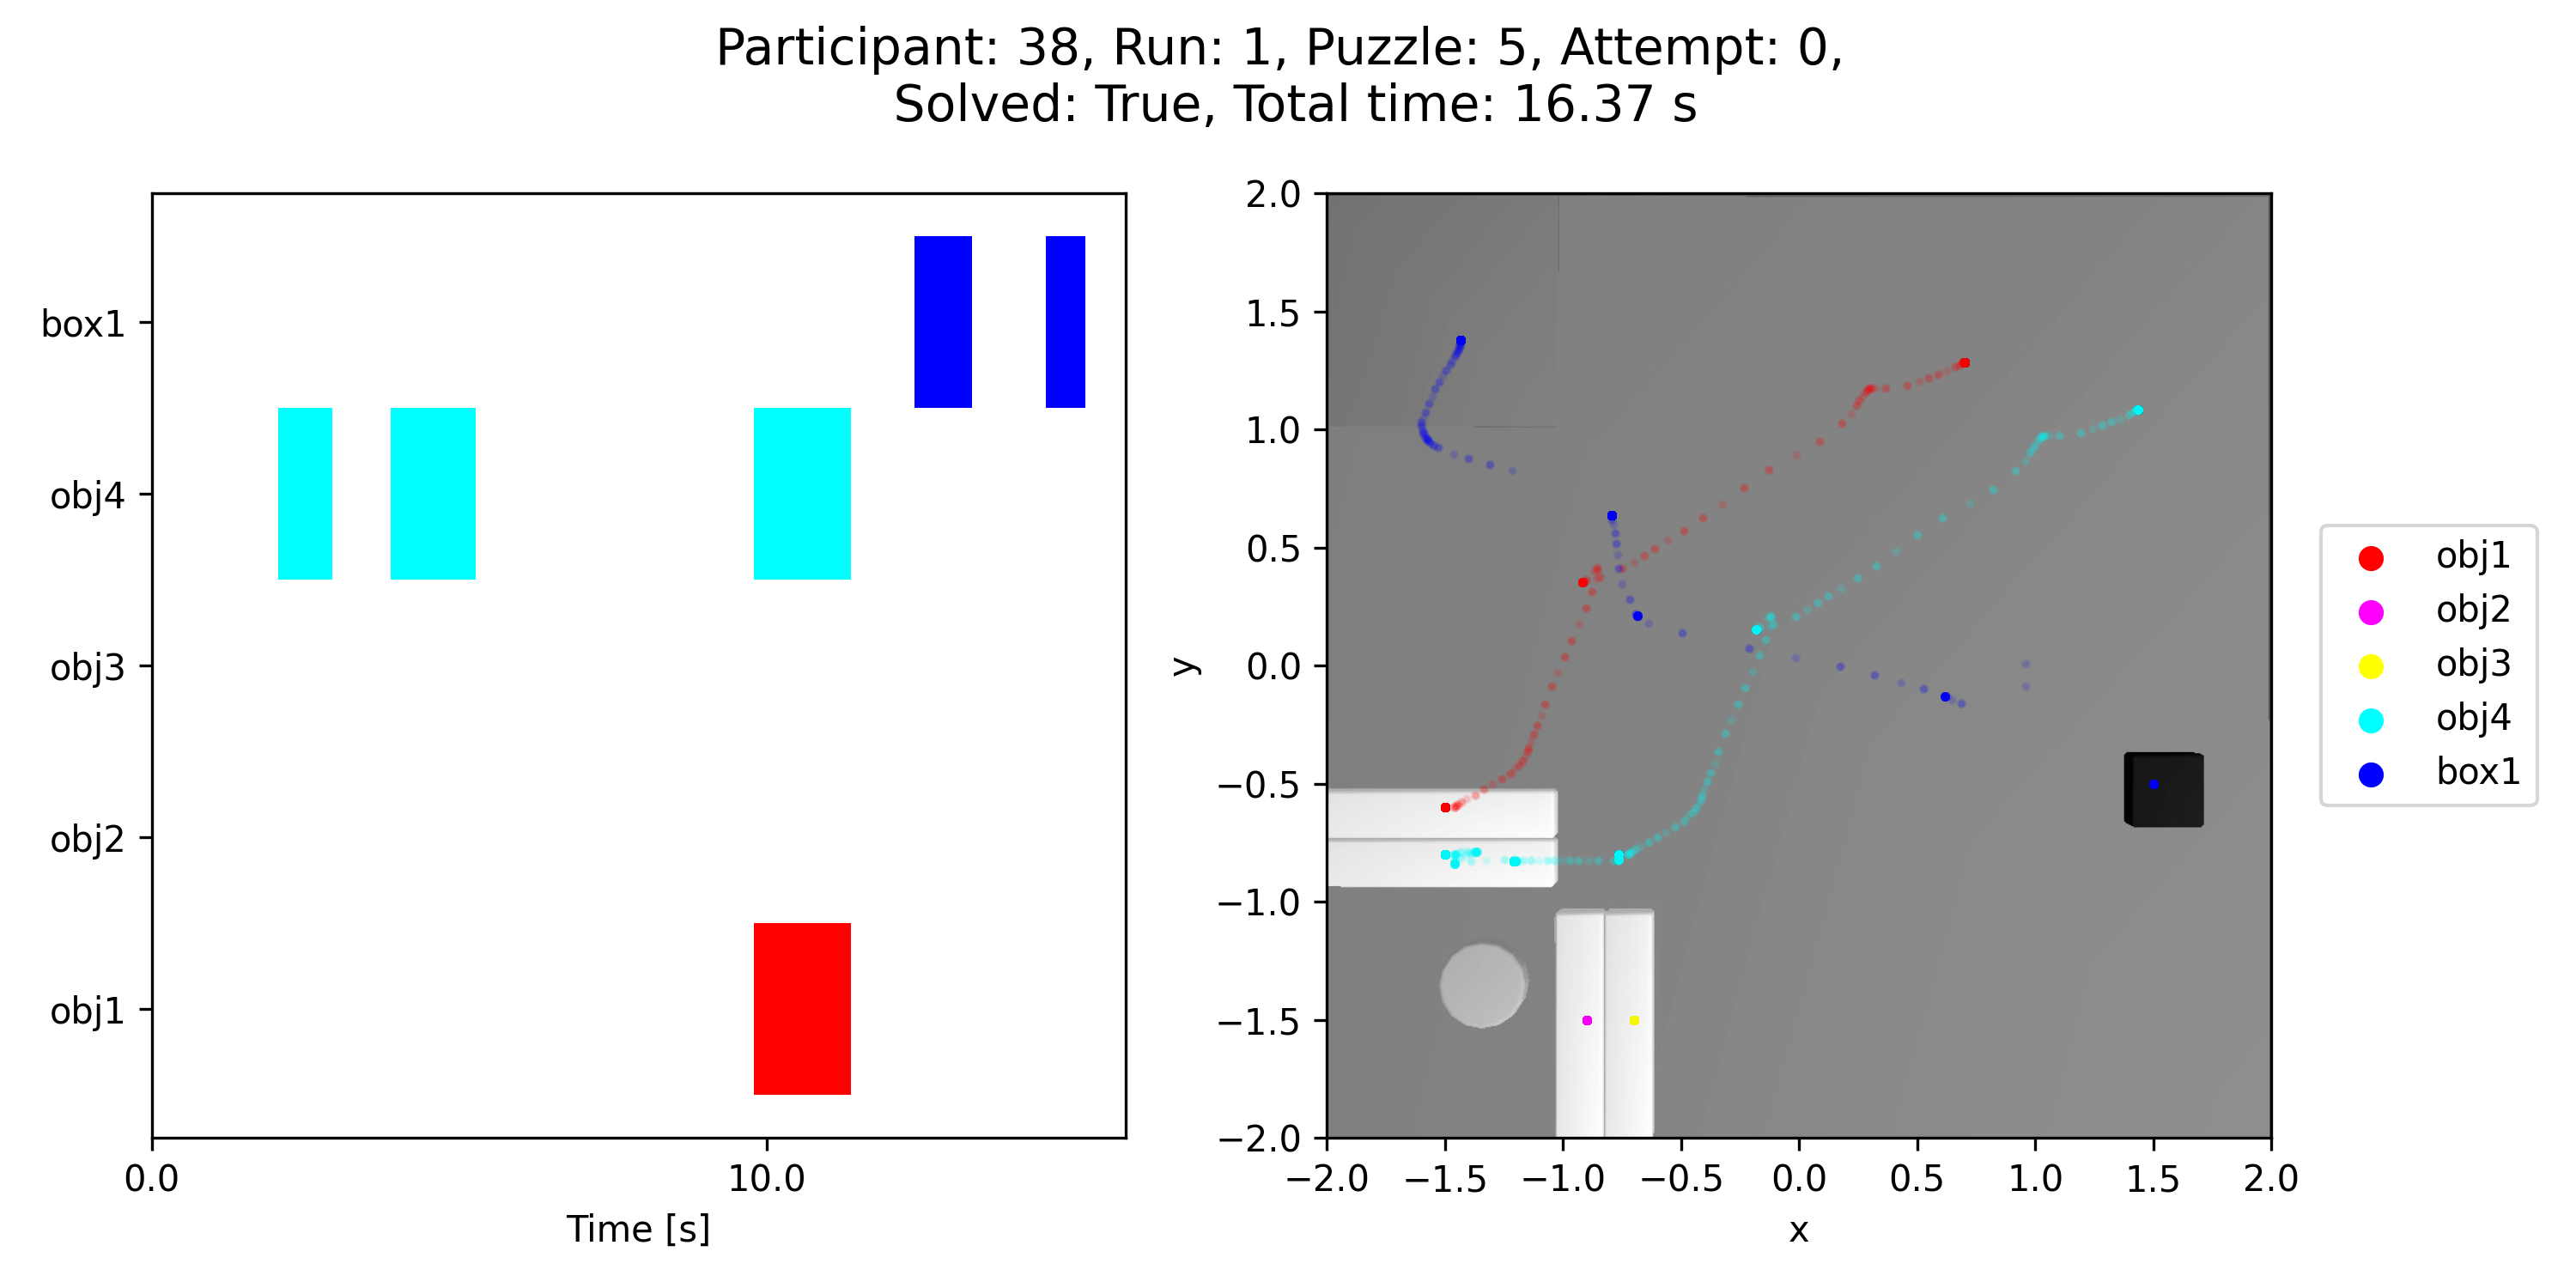 Participant: 38, Run: 1, Puzzle: 5, Attempt: 0,
Solved: True, Total time: 16.37 s
box1
obj4
obj3
obj2
obj1
0.0
10.0
Time [s]
2.0
1.5
1.0
0.5
0.0
−0.5
−1.0
−1.5
−2.0
y
−2.0
−1.5
−1.0
−0.5
0.0
0.5
1.0
1.5
2.0
x
obj1
obj2
obj3
obj4
box1